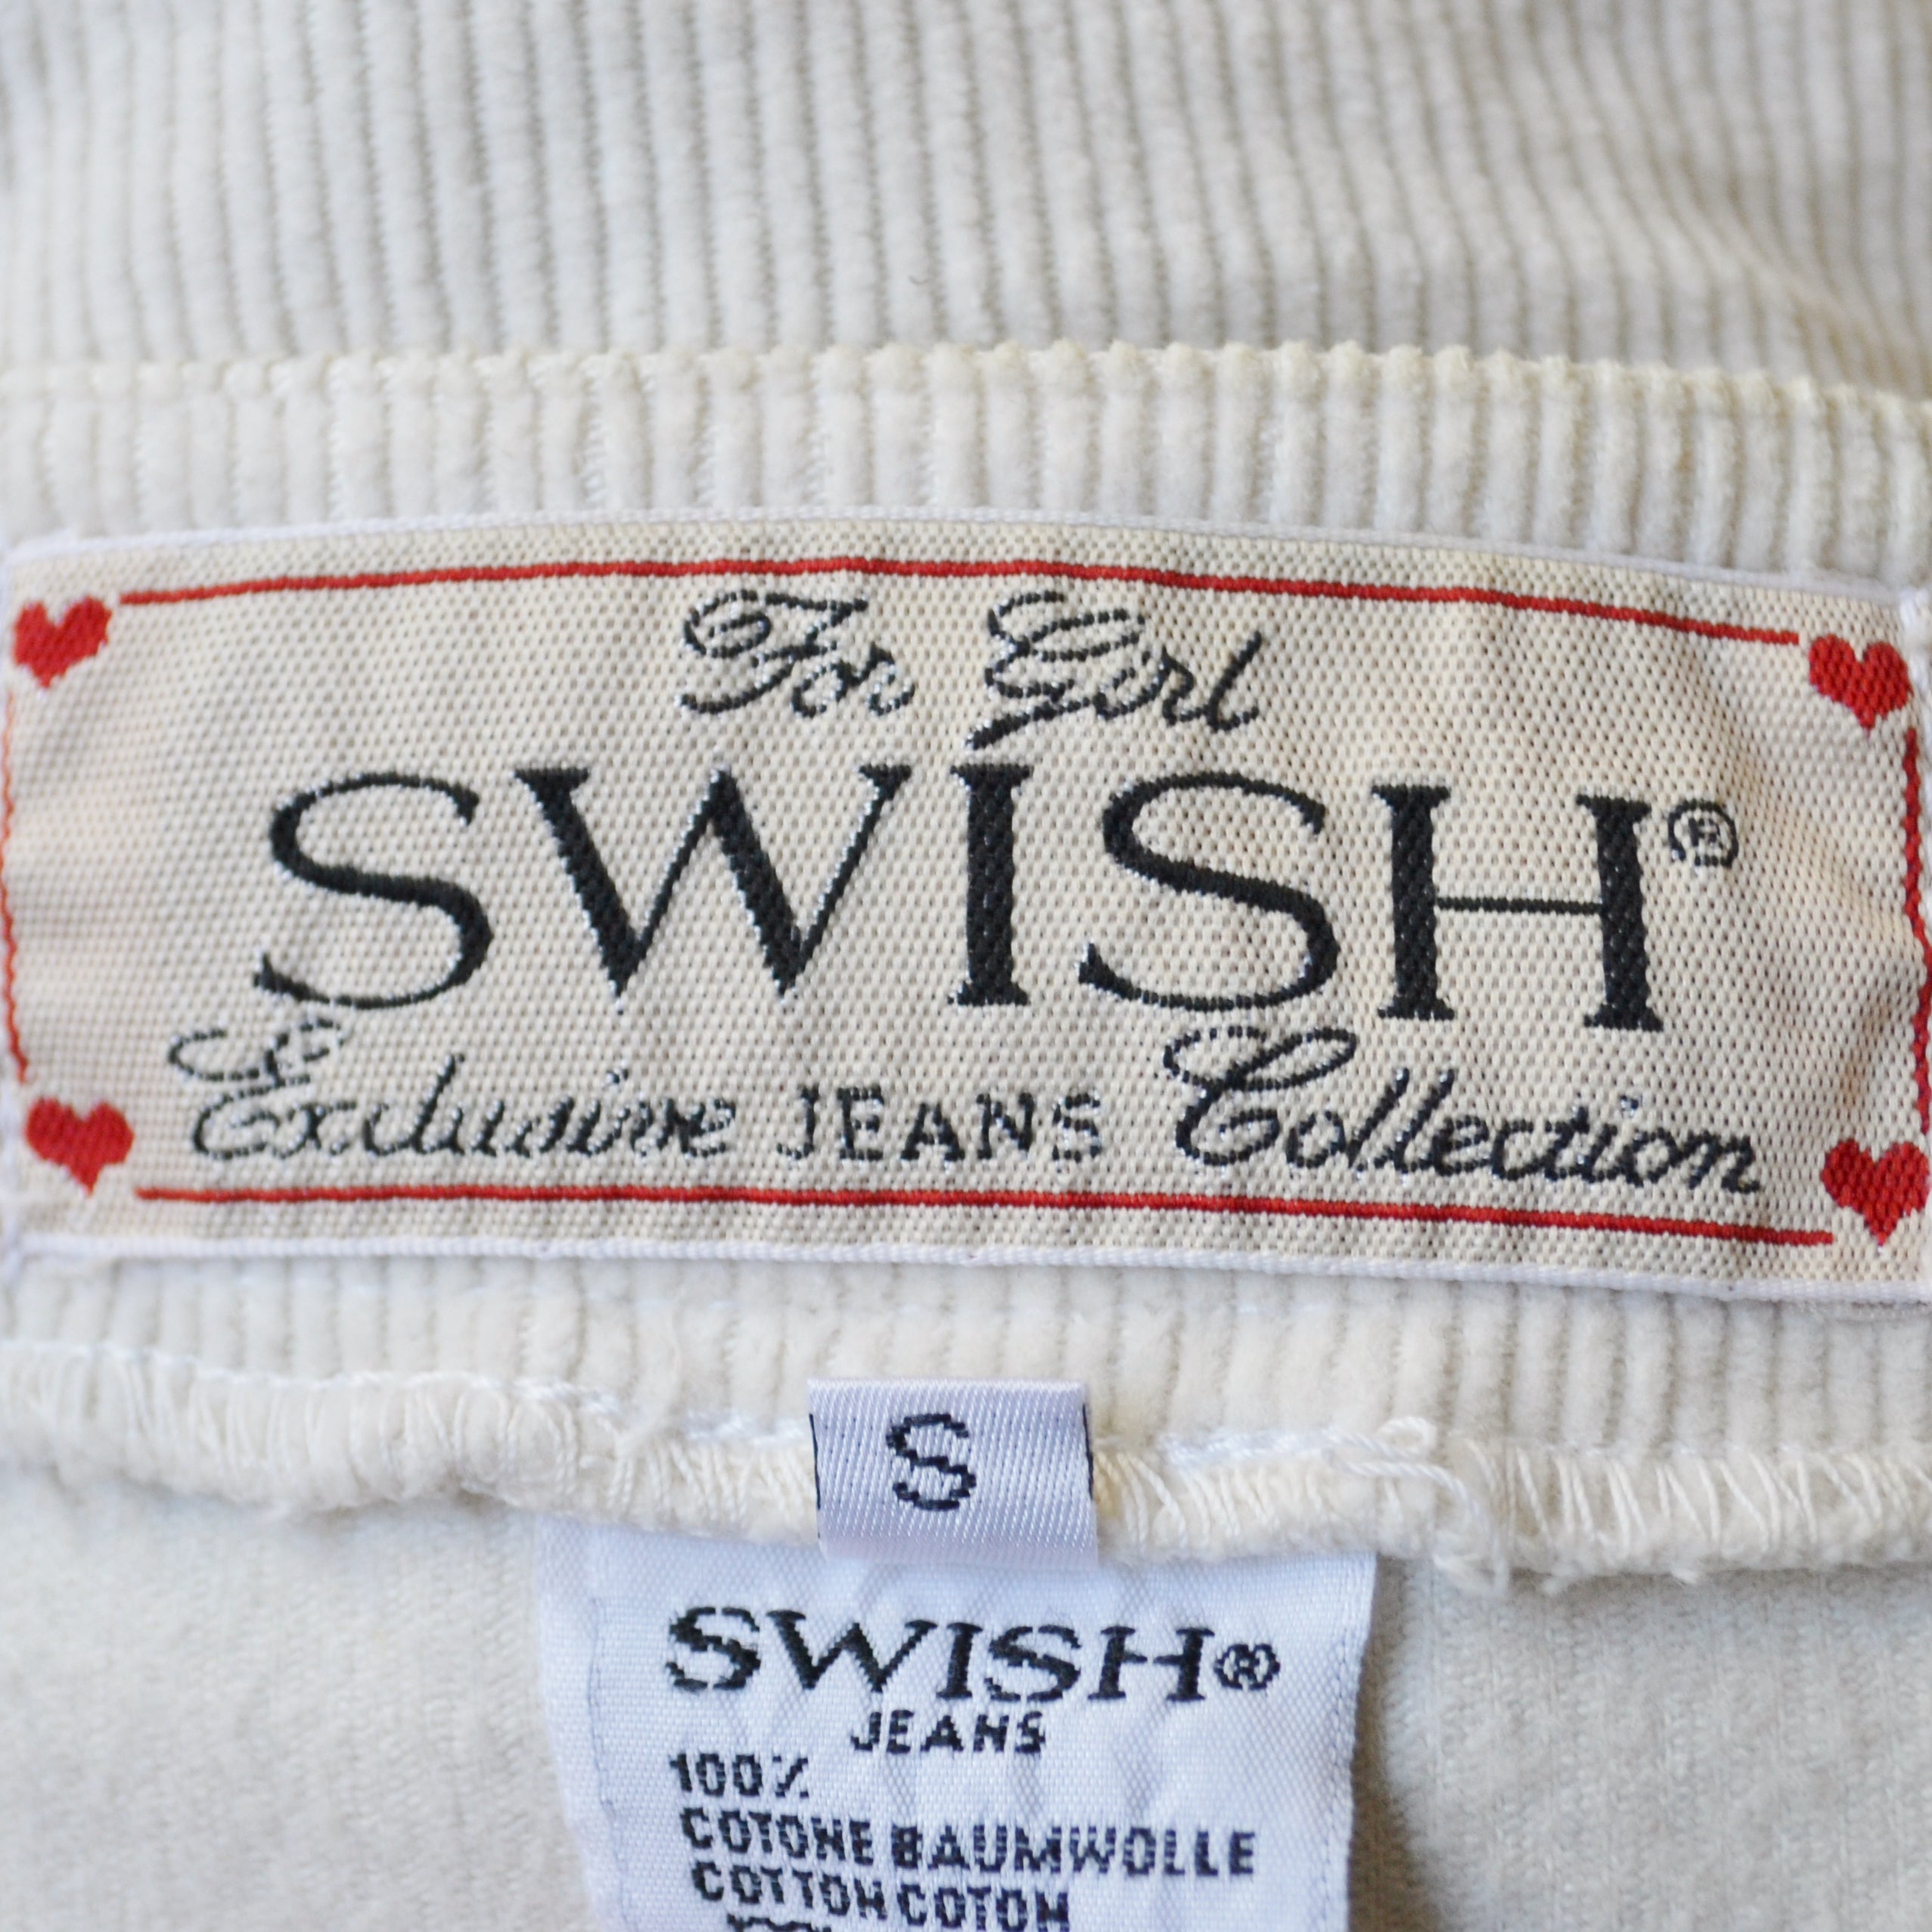 For Girl
SWISH®
Exclusive JEANS Collection
S
SWISH®
JEANS
100%
COTONE BAUMWOLLE
COTTON COTON